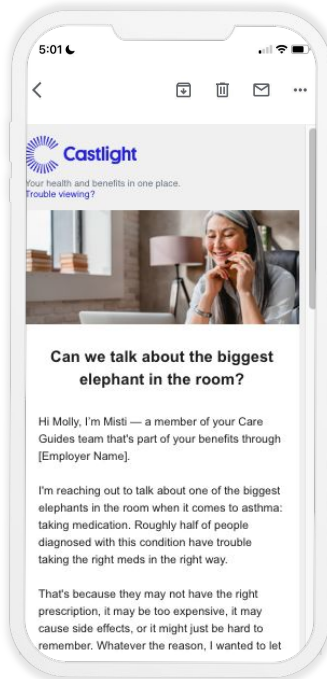 5:01
Castlight
Your health and benefits in one place.
Trouble viewing?
Can we talk about the biggest
elephant in the room?
Hi Molly, I'm Misti — a member of your Care
Guides team that's part of your benefits through
[Employer Name].
I'm reaching out to talk about one of the biggest
elephants in the room when it comes to asthma:
taking medication. Roughly half of people
diagnosed with this condition have trouble
taking the right meds in the right way.
That's because they may not have the right
prescription, it may be too expensive, it may
cause side effects, or it might just be hard to
remember. Whatever the reason, I wanted to let